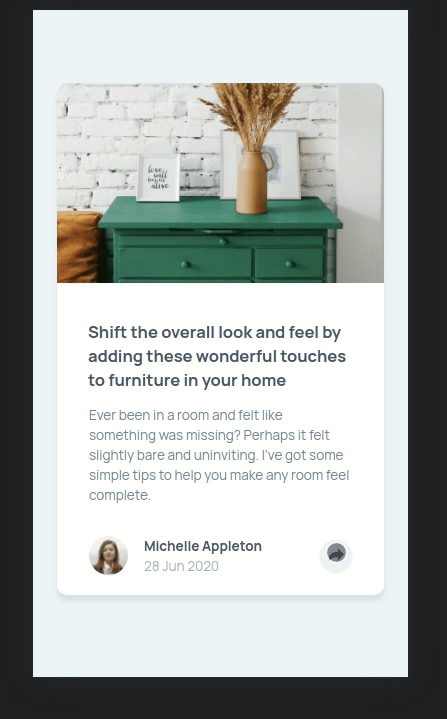 love
will
alive
Shift the overall look and feel by
adding these wonderful touches
to furniture in your home
Ever been in a room and felt like
something was missing? Perhaps it felt
slightly bare and uninviting. I've got some
simple tips to help you make any room feel
complete.
Michelle Appleton
28 Jun 2020